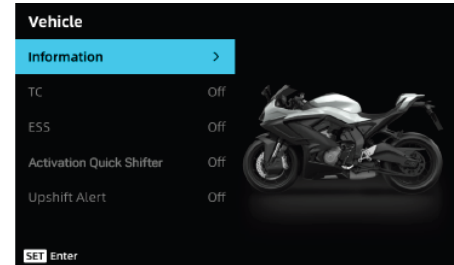 Vehicle
Information >
TC Off
ESS Off
Activation Quick Shifter Off
Upshift Alert Off
SET Enter